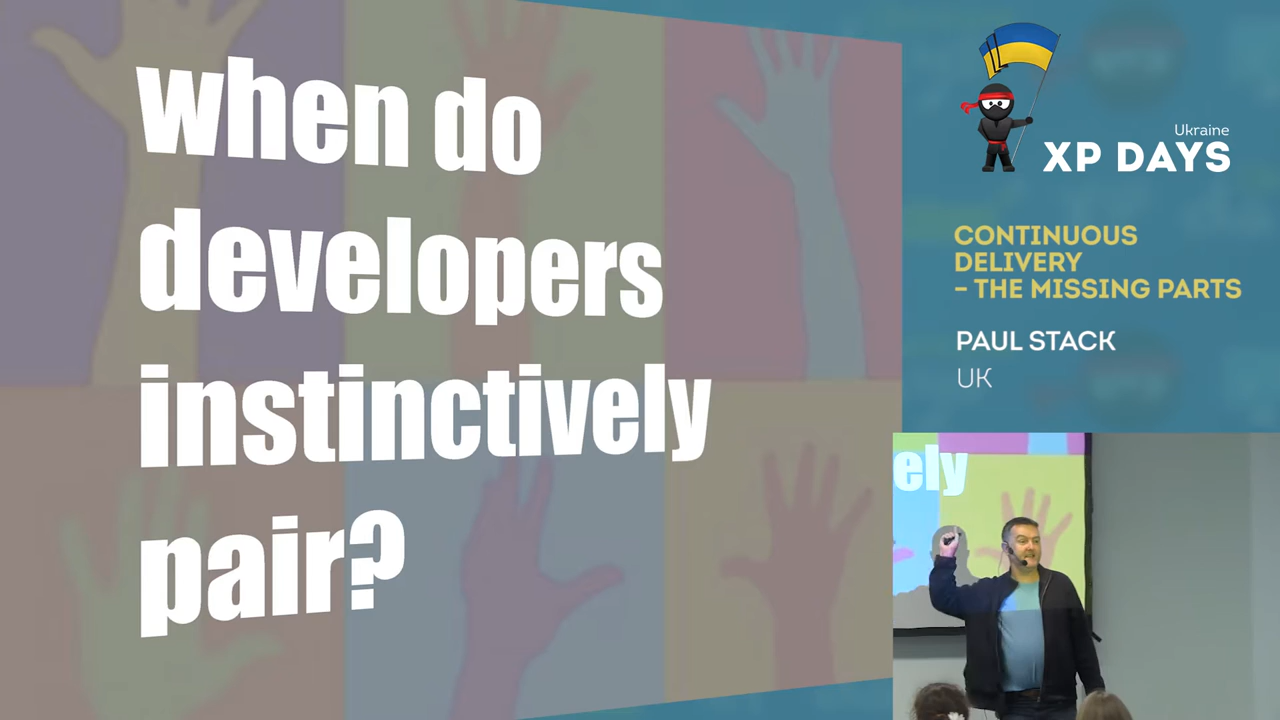 when do
developers
instinctively
pair?
Ukraine
XP DAYS
CONTINUOUS
DELIVERY
– THE MISSING PARTS
PAUL STACK
UK
ely